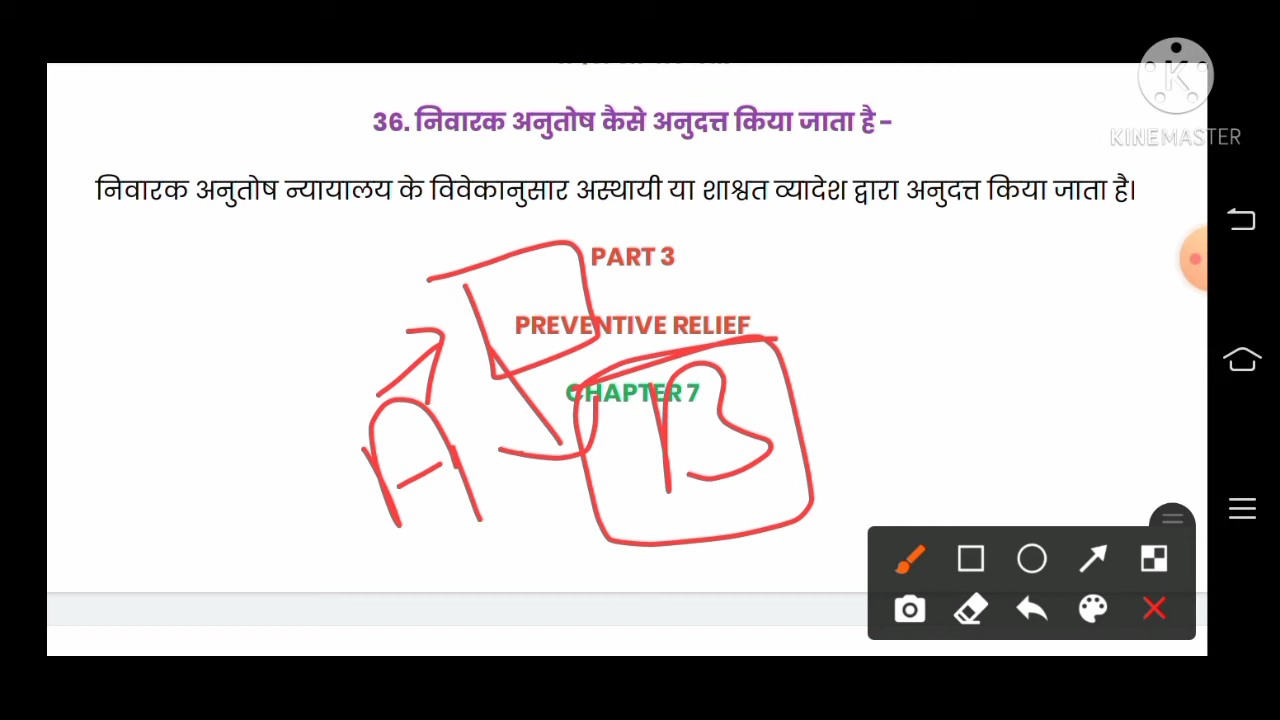 36. निवारक अनुतोष कैसे अनुदत्त किया जाता है -
निवारक अनुतोष न्यायालय के विवेकानुसार अस्थायी या शाश्वत व्यादेश द्वारा अनुदत्त किया जाता है।
PART 3
PREVENTIVE RELIEF
CHAPTER 7
A
B
K
KINEMASTER